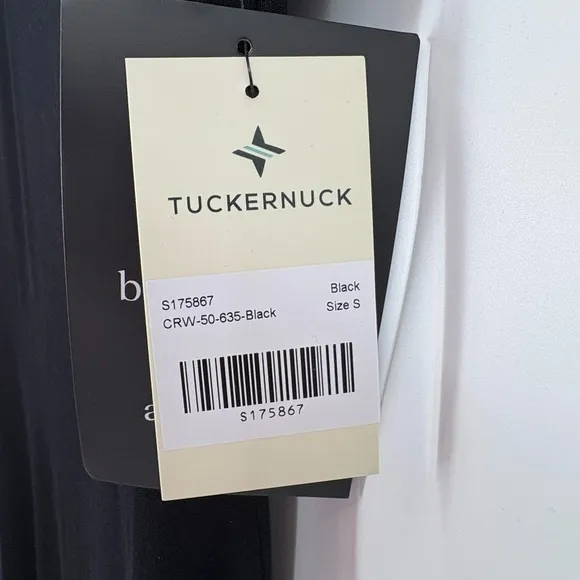 TUCKERNUCK
b
S175867
Black
CRW-50-635-Black
Size S
S175867
a